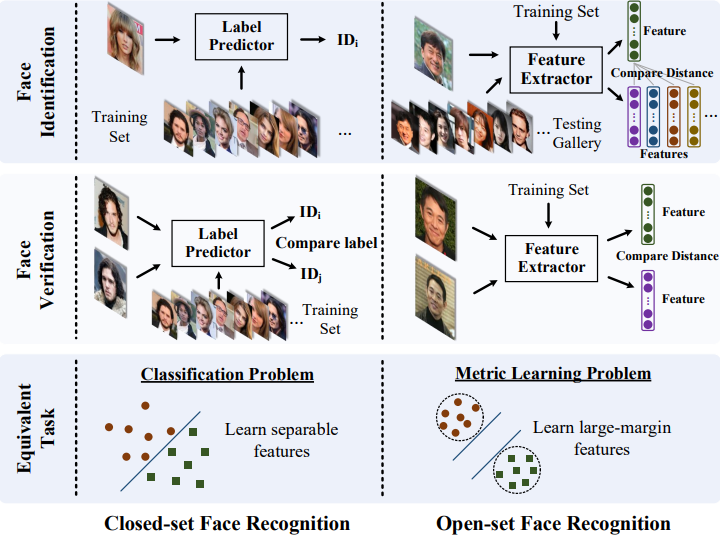 Face
Identification
Label
Predictor
IDi
Training
Set
...
Training Set
Feature
Extractor
Feature
Compare Distance
... Testing
Gallery
Features
...
Face
Verification
Label
Predictor
IDi
Compare label
IDj
... Training
Set
Training Set
Feature
Extractor
Feature
Compare Distance
Feature
Equivalent
Task
Classification Problem
Learn separable
features
Metric Learning Problem
Learn large-margin
features
Closed-set Face Recognition
Open-set Face Recognition